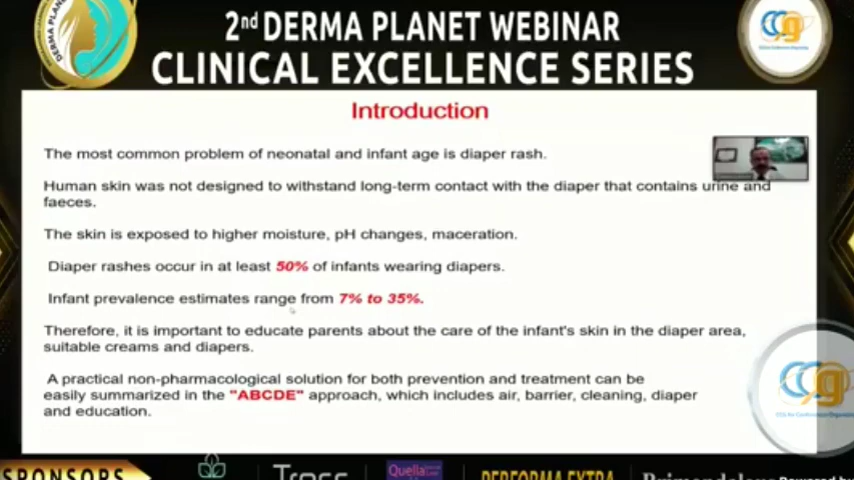 2nd DERMA PLANET WEBINAR
CLINICAL EXCELLENCE SERIES
DERMA PLANET
Introduction
The most common problem of neonatal and infant age is diaper rash.
Human skin was not designed to withstand long-term contact with the diaper that contains urine and
faeces.
The skin is exposed to higher moisture, pH changes, maceration.
Diaper rashes occur in at least 50% of infants wearing diapers.
Infant prevalence estimates range from 7% to 35%.
Therefore, it is important to educate parents about the care of the infant's skin in the diaper area,
suitable creams and diapers.
A practical non-pharmacological solution for both prevention and treatment can be
easily summarized in the "ABCDE" approach, which includes air, barrier, cleaning, diaper
and education.
SPONSORS
Quella
PERFORMA EXTRA
Powered by